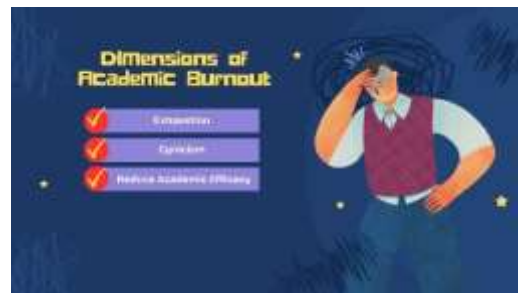 Dimensions of
Academic Burnout
Exhaustion
Cynicism
Reduce Academic Efficacy